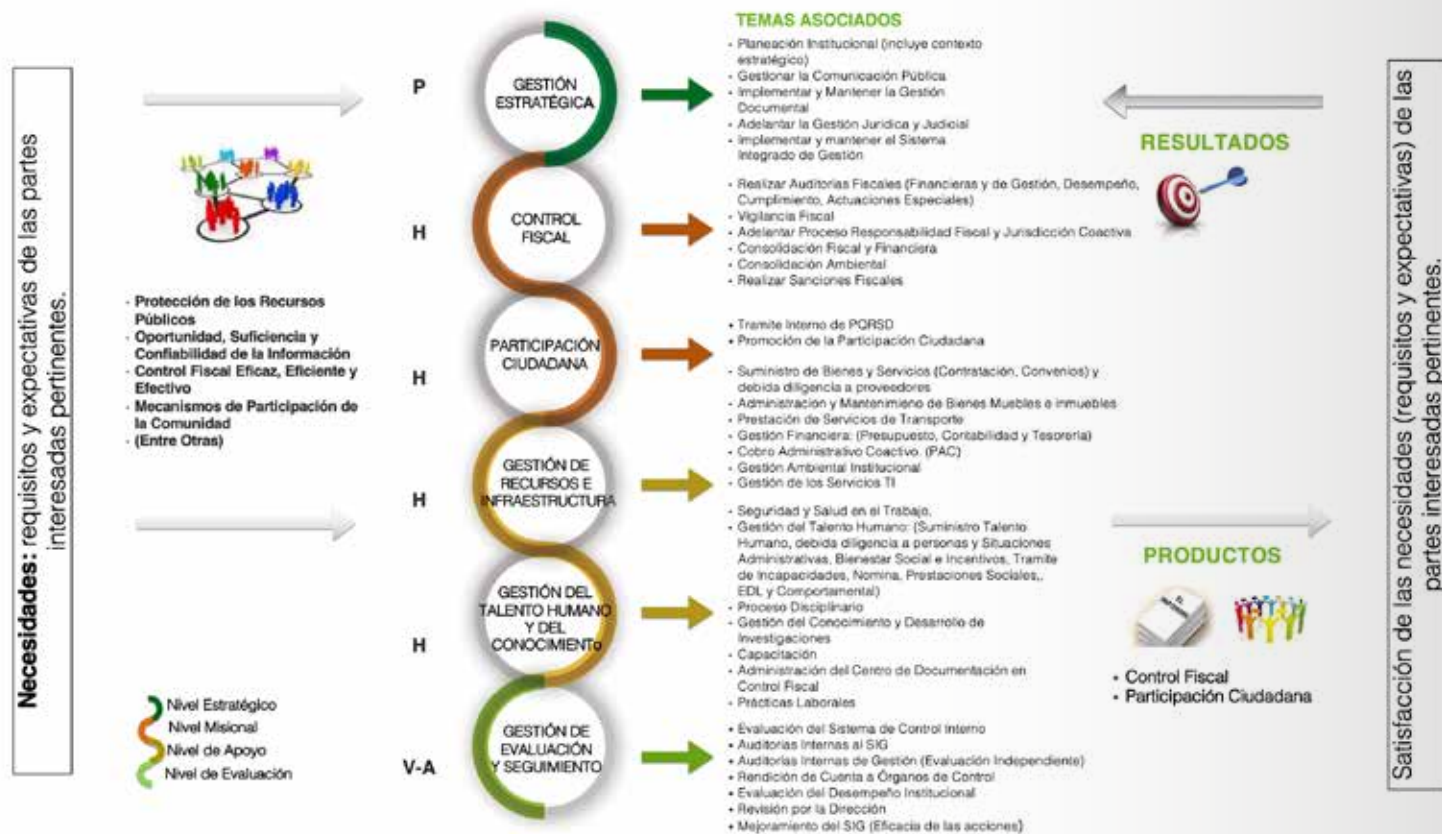 Necesidades: requisitos y expectativas de las partes
interesadas pertinentes.
- Protección de los Recursos
Públicos
- Oportunidad, Suficiencia y
Confiabilidad de la Información
- Control Fiscal Eficaz, Eficiente y
Efectivo
- Mecanismos de Participación de
la Comunidad
- (Entre Otras)
Nivel Estratégico
Nivel Misional
Nivel de Apoyo
Nivel de Evaluación
P
H
H
H
H
V-A
GESTIÓN
ESTRATÉGICA
CONTROL
FISCAL
PARTICIPACIÓN
CIUDADANA
GESTIÓN DE
RECURSOS E
INFRAESTRUCTURA
GESTIÓN DEL
TALENTO HUMANO
Y DEL
CONOCIMIENTo
GESTIÓN DE
EVALUACIÓN
Y SEGUIMIENTO
TEMAS ASOCIADOS
- Planeación Institucional (incluye contexto
estratégico)
- Gestionar la Comunicación Pública
- Implementar y Mantener la Gestión
Documental
- Adelantar la Gestión Jurídica y Judicial
- Implementar y mantener el Sistema
Integrado de Gestión
- Realizar Auditorias Fiscales (Financieras y de Gestión, Desempeño,
Cumplimiento, Actuaciones Especiales)
- Vigilancia Fiscal
- Adelantar Proceso Responsabilidad Fiscal y Jurisdicción Coactiva
- Consolidación Fiscal y Financiera
- Consolidación Ambiental
- Realizar Sanciones Fiscales
• Tramite Interno de PQRSD
• Promoción de la Participación Ciudadana
- Suministro de Bienes y Servicios (Contratación, Convenios) y
debida diligencia a proveedores
- Administracion y Mantenimieno de Bienes Muebles e inmuebles
- Prestación de Servicios de Transporte
- Gestión Financiera: (Presupuesto, Contabilidad y Tesorería)
- Cobro Administrativo Coactivo. (PAC)
- Gestión Ambiental Institucional
- Gestión de los Servicios TI
- Seguridad y Salud en el Trabajo.
- Gestión del Talento Humano: (Suministro Talento
Humano, debida diligencia a personas y Situaciones
Administrativas, Bienestar Social e Incentivos, Tramite
de Incapacidades, Nomina, Prestaciones Sociales,,
EDL y Comportamental)
- Proceso Disciplinario
- Gestión del Conocimiento y Desarrollo de
Investigaciones
- Capacitación
- Administración del Centro de Documentación en
Control Fiscal
- Prácticas Laborales
• Evaluación del Sistema de Control Interno
• Auditorias Internas al SIG
• Auditorías Internas de Gestión (Evaluación Independiente)
• Rendición de Cuenta a Órganos de Control
• Evaluación del Desempeño Institucional
• Revisión por la Dirección
• Mejoramiento del SIG (Eficacia de las acciones)
RESULTADOS
PRODUCTOS
• Control Fiscal
• Participación Ciudadana
Satisfacción de las necesidades (requisitos y expectativas) de las
partes interesadas pertinentes.